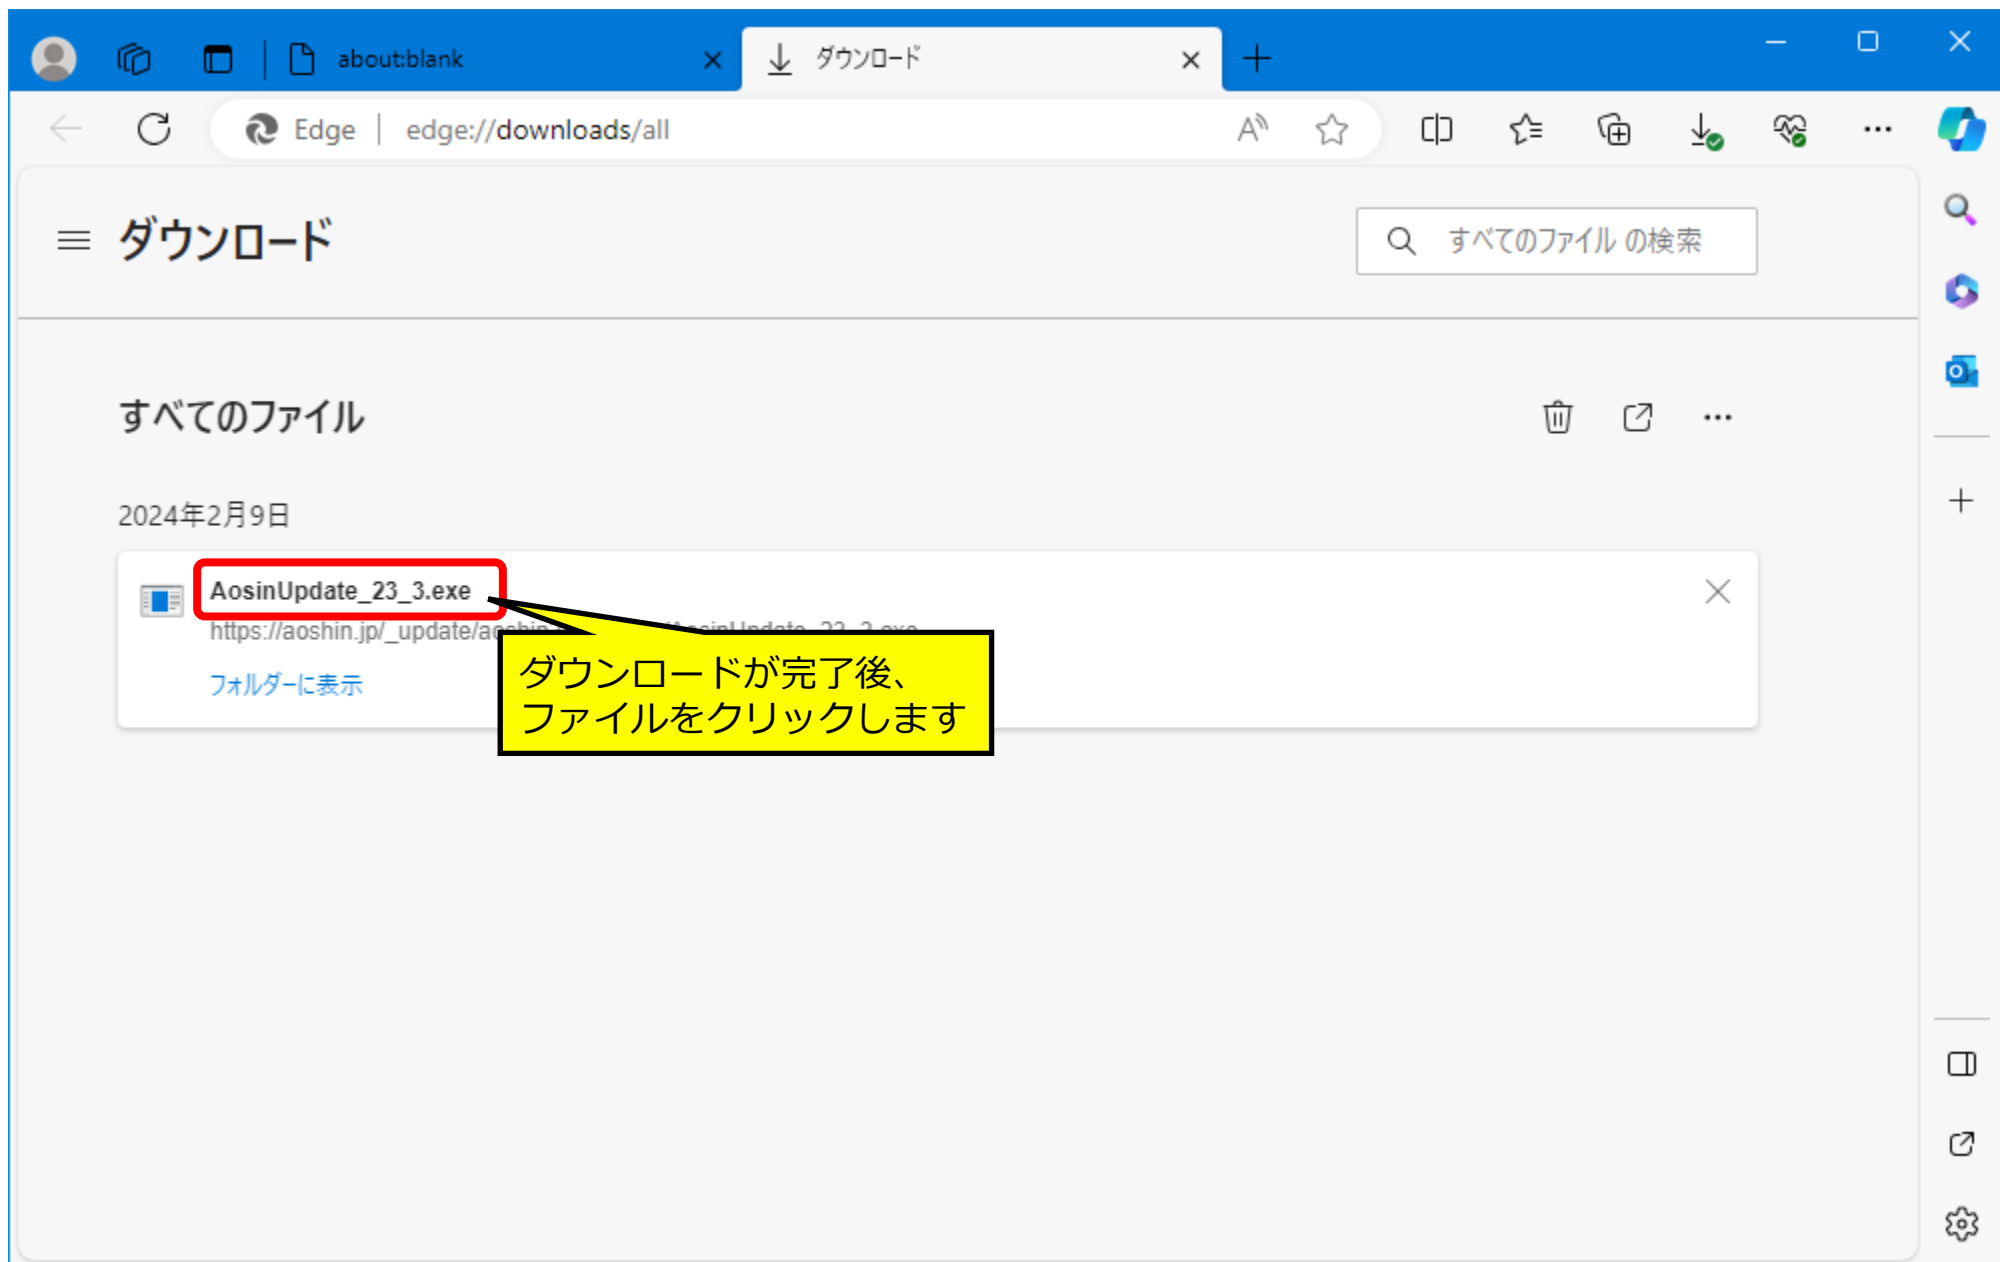 about:blank
ダウンロード
Edge
edge://downloads/all
ダウンロード
すべてのファイル の検索
すべてのファイル
2024年2月9日
AosinUpdate_23_3.exe
https://aoshin.jp/_update/
フォルダーに表示
ダウンロードが完了後、
ファイルをクリックします